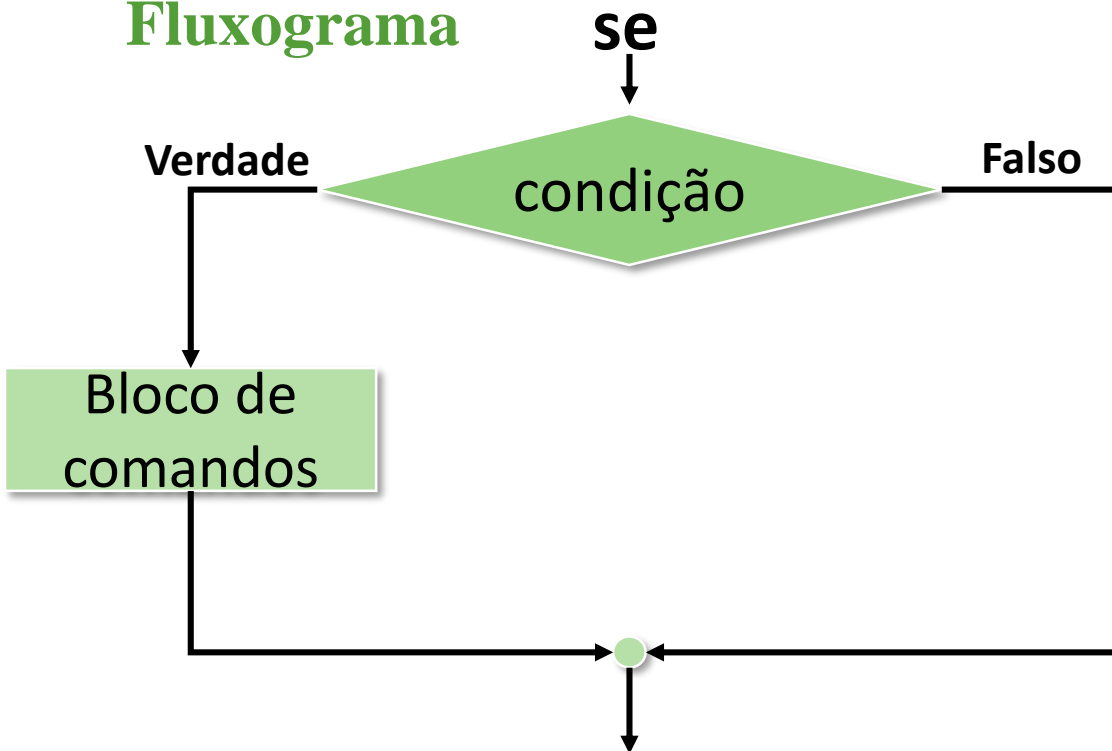 Fluxograma
se
Verdade
condição
Falso
Bloco de
comandos